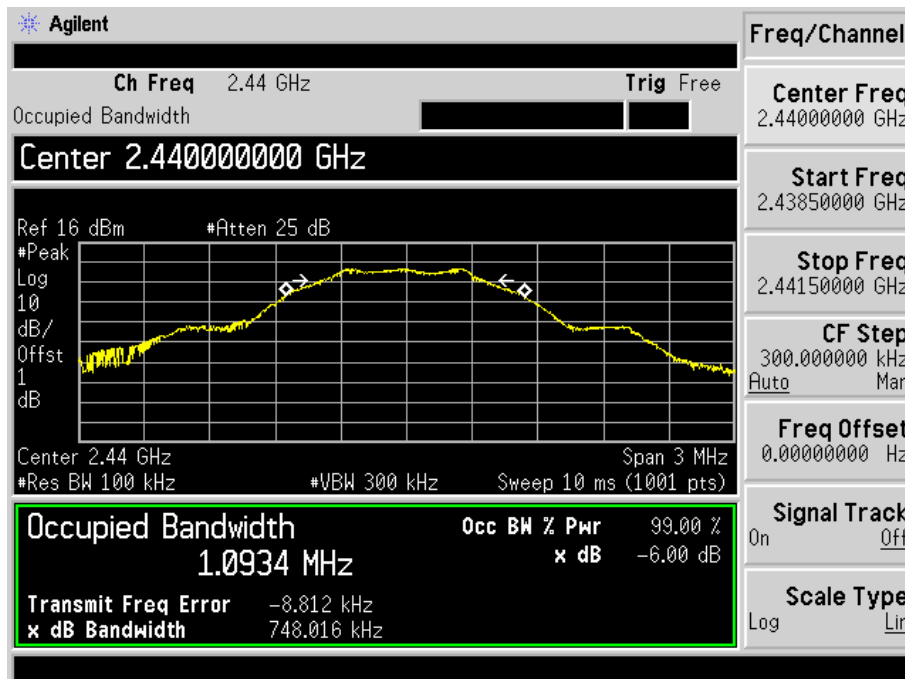 Agilent
Freq/Channel
Ch Freq 2.44 GHz Trig Free
Occupied Bandwidth
Center 2.440000000 GHz
Ref 16 dBm #Atten 25 dB
#Peak
Log
10
dB/
Offst
1
dB
Center 2.44 GHz Span 3 MHz
#Res BW 100 kHz #VBW 300 kHz Sweep 10 ms (1001 pts)
Occupied Bandwidth
1.0934 MHz
Occ BW % Pwr 99.00 %
x dB -6.00 dB
Transmit Freq Error -8.812 kHz
x dB Bandwidth 748.016 kHz
Center Freq
2.44000000 GHz
Start Freq
2.43850000 GHz
Stop Freq
2.44150000 GHz
CF Step
300.000000 kHz
Auto Man
Freq Offset
0.00000000 Hz
Signal Track
On Off
Scale Type
Log Lin